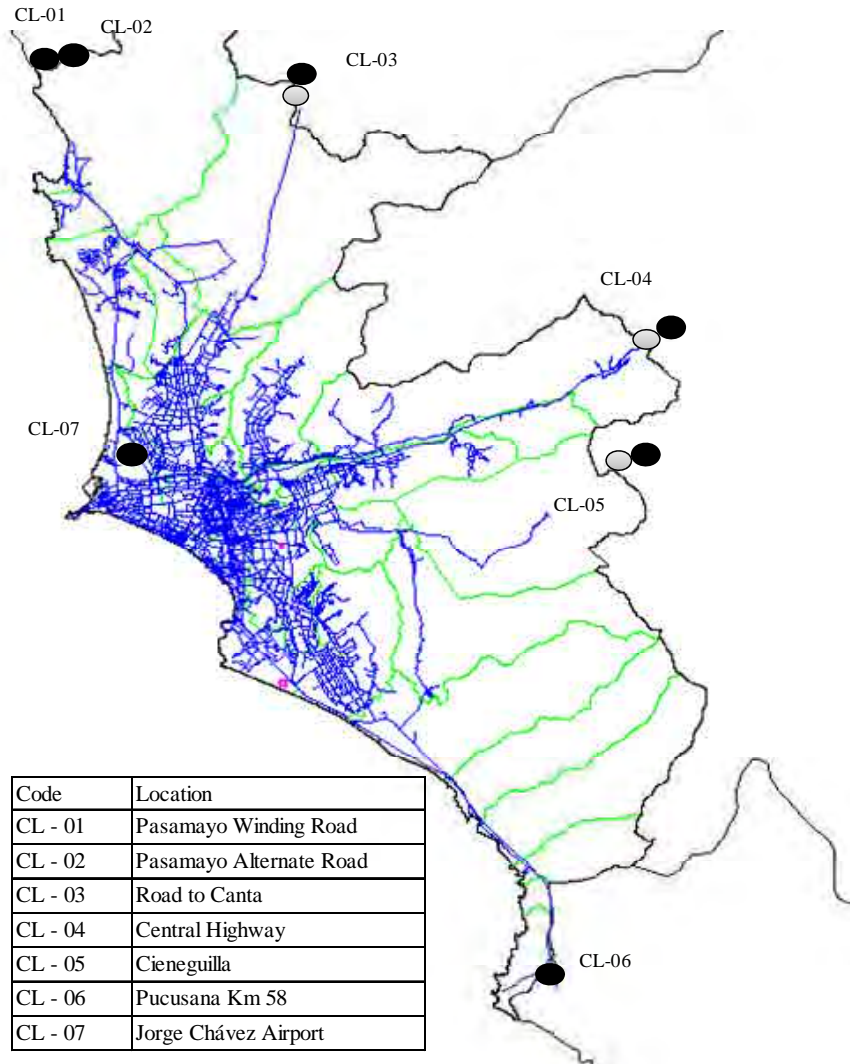 CL-01
CL-02
CL-03
CL-04
CL-07
CL-05
Code Location
CL - 01 Pasamayo Winding Road
CL - 02 Pasamayo Alternate Road
CL - 03 Road to Canta
CL - 04 Central Highway
CL - 05 Cieneguilla
CL - 06 Pucusana Km 58
CL - 07 Jorge Chávez Airport
CL-06